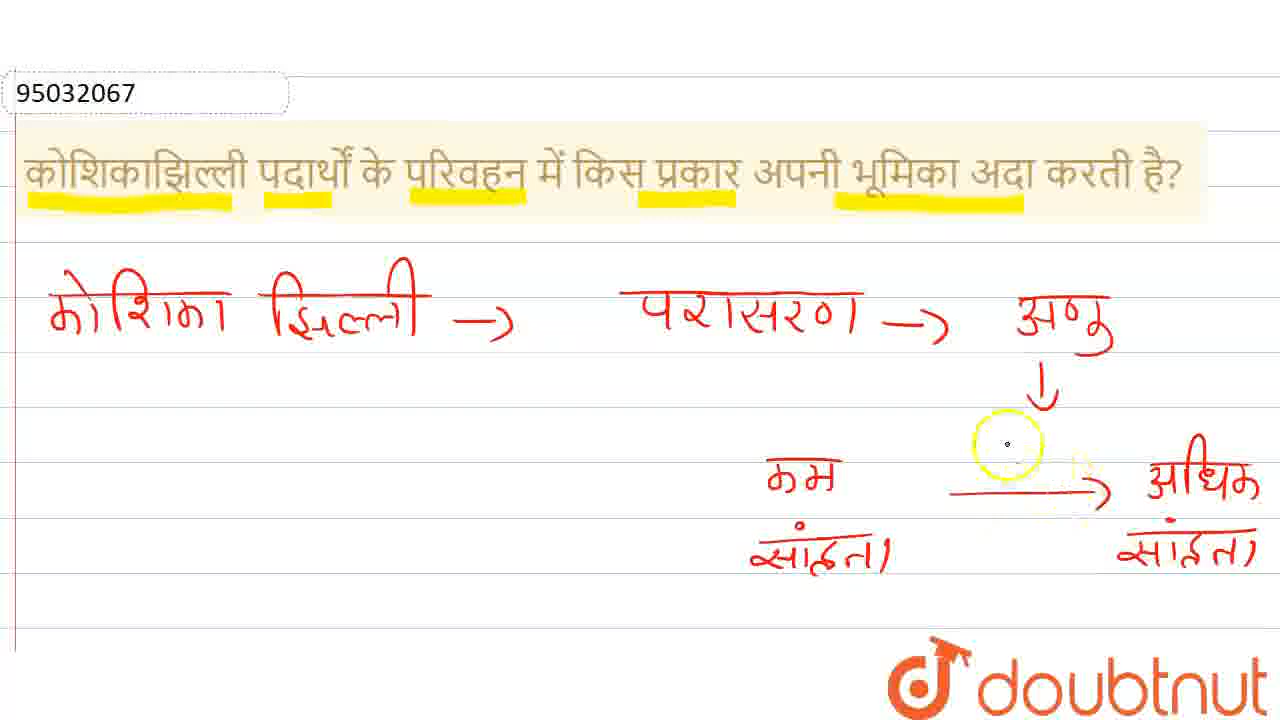 95032067
कोशिकाझिल्ली पदार्थों के परिवहन में किस प्रकार अपनी भूमिका अदा करती है?
कोशिका झिल्ली → परासरण → अणु
↓
कम → अधिक
सांद्रता सांद्रता
doubtnut